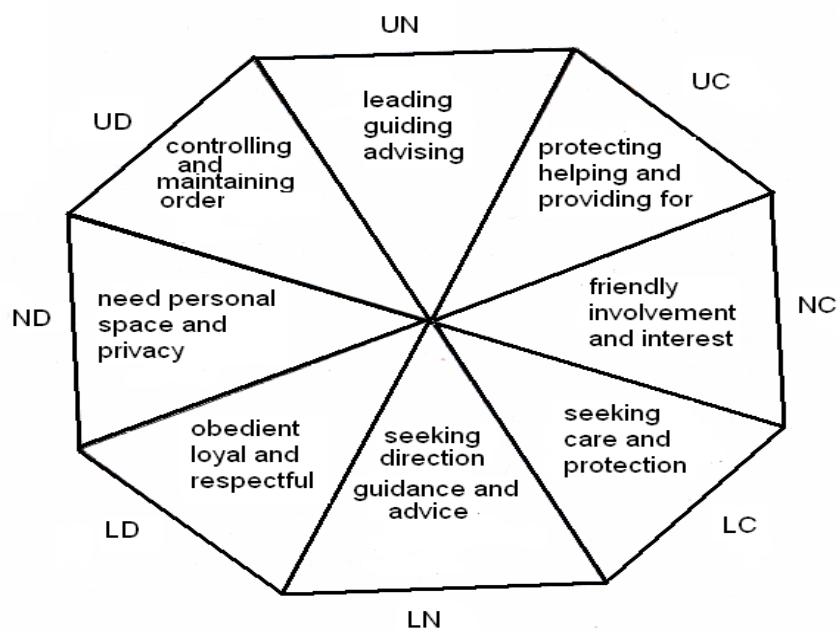 UN
leading
guiding
advising
UC
protecting
helping and
providing for
UD
controlling
and
maintaining
order
ND
need personal
space and
privacy
NC
friendly
involvement
and interest
LD
obedient
loyal and
respectful
seeking
direction
guidance and
advice
LN
seeking
care and
protection
LC